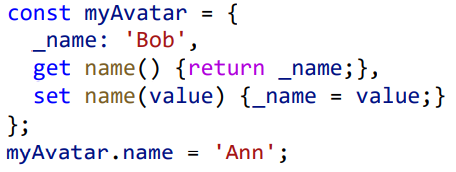 const myAvatar = {
  _name: 'Bob',
  get name() {return _name;},
  set name(value) {_name = value;}
};
myAvatar.name = 'Ann';